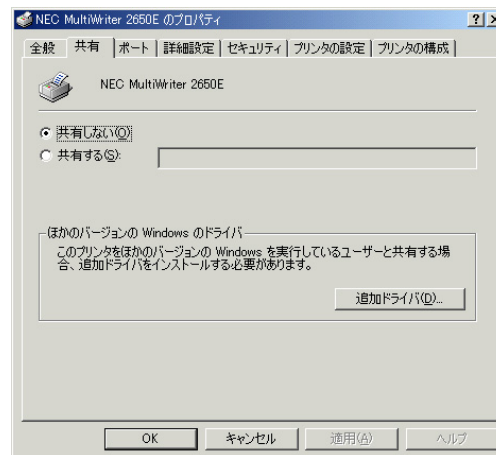 NEC MultiWriter 2650E のプロパティ
全般 共有 ポート 詳細設定 セキュリティ プリンタの設定 プリンタの構成
NEC MultiWriter 2650E
共有しない(O)
共有する(S):
ほかのバージョンの Windows のドライバ
このプリンタをほかのバージョンの Windows を実行しているユーザーと共有する場
合、追加ドライバをインストールする必要があります。
追加ドライバ(D)...
OK キャンセル 適用(A) ヘルプ